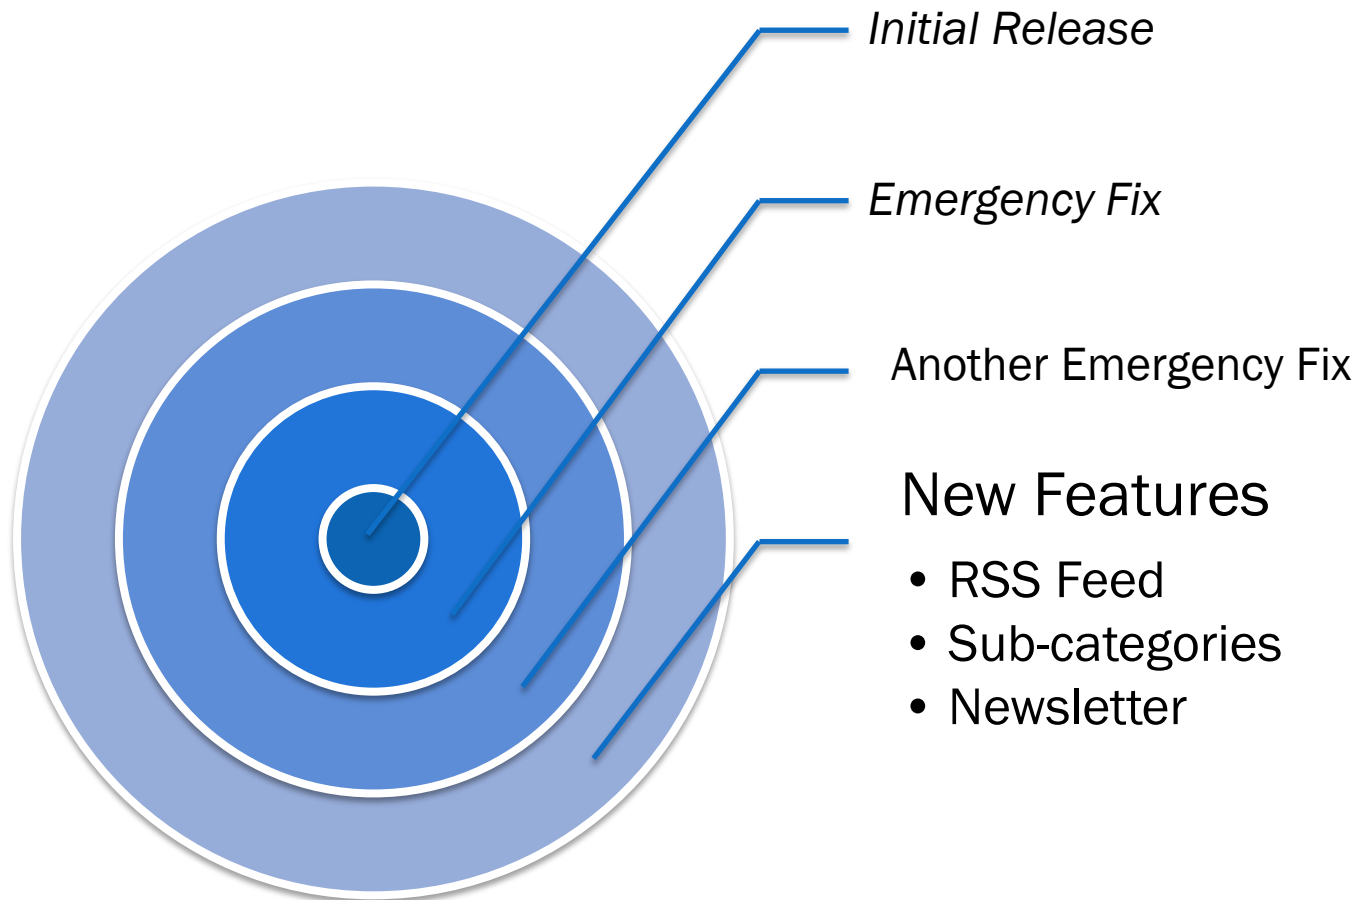 Initial Release
Emergency Fix
Another Emergency Fix
New Features
• RSS Feed
• Sub-categories
• Newsletter